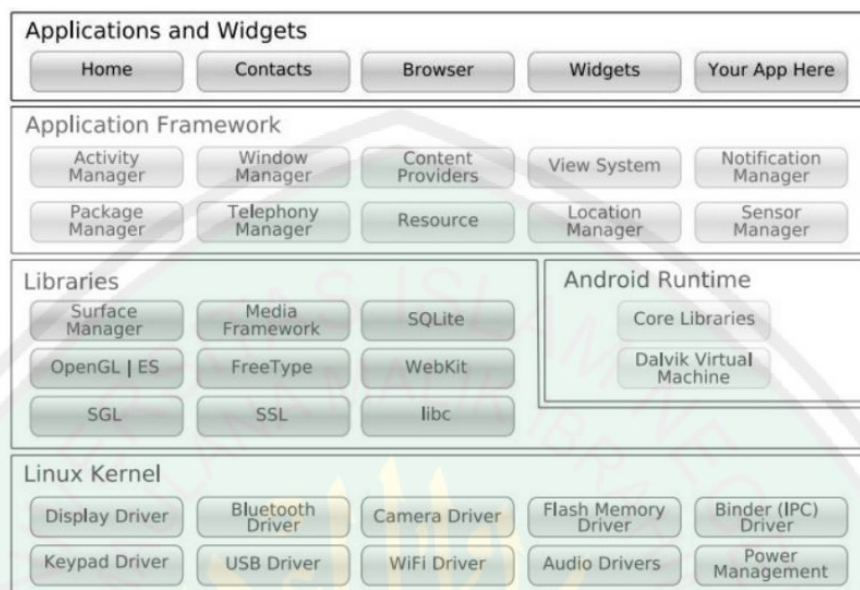 Applications and Widgets
Home Contacts Browser Widgets Your App Here
Application Framework
Activity Manager Window Manager Content Providers View System Notification Manager
Package Manager Telephony Manager Resource Location Manager Sensor Manager
Libraries
Surface Manager Media Framework SQLite
OpenGL | ES FreeType WebKit
SGL SSL libc
Android Runtime
Core Libraries
Dalvik Virtual Machine
Linux Kernel
Display Driver Bluetooth Driver Camera Driver Flash Memory Driver Binder (IPC) Driver
Keypad Driver USB Driver WiFi Driver Audio Drivers Power Management